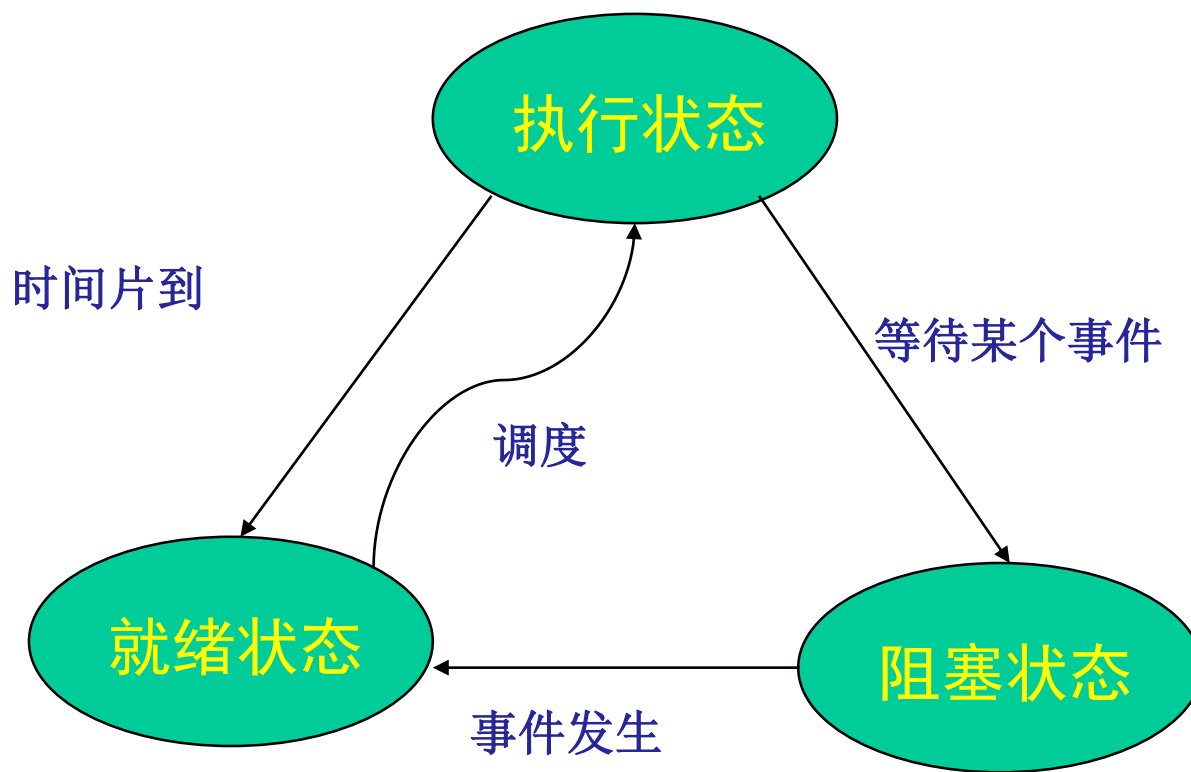 执行状态
时间片到
等待某个事件
调度
就绪状态
阻塞状态
事件发生